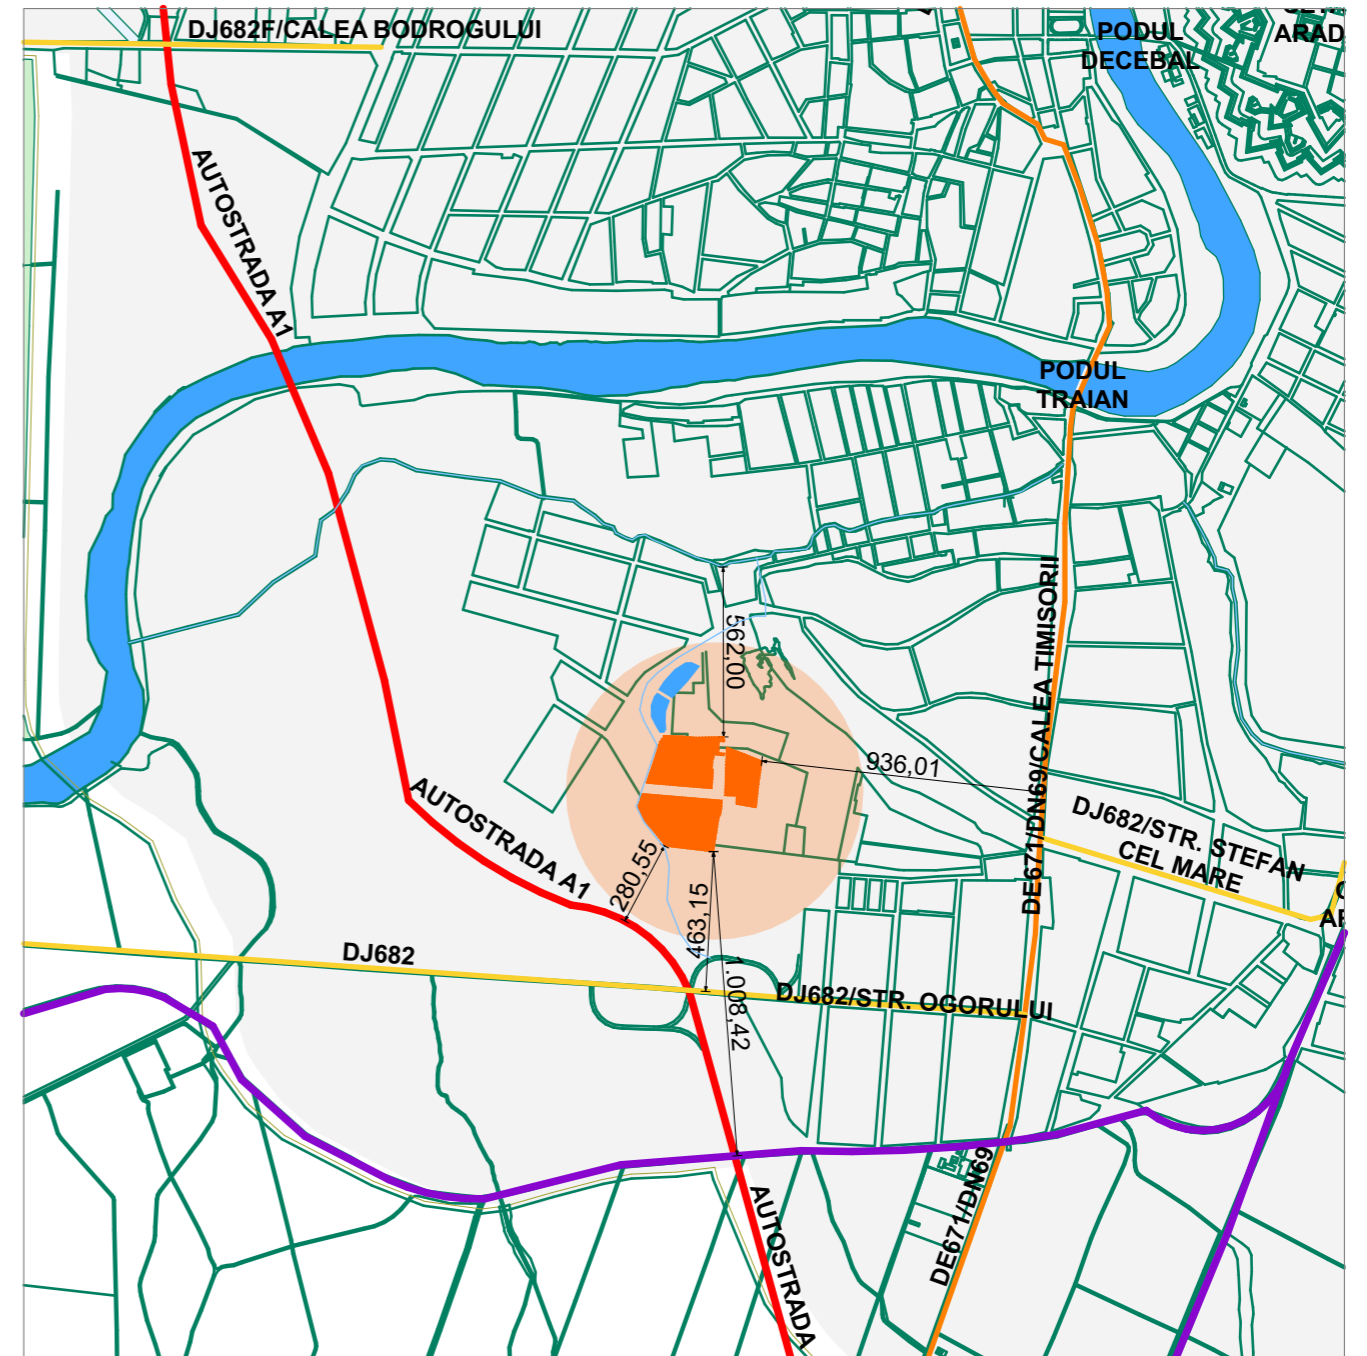 DJ682F/CALEA BODROGULUI
PODUL
DECEBAL
ARAD
AUTOSTRADA A1
PODUL
TRAIAN
562,00
DE671/DN69/CALEA TIMISORII
936,01
AUTOSTRADA A1
DJ682/STR. STEFAN
CEL MARE
280,55
463,15
DJ682
1.008,42
DJ682/STR. OGORULUI
DE671/DN69
AUTOSTRADA